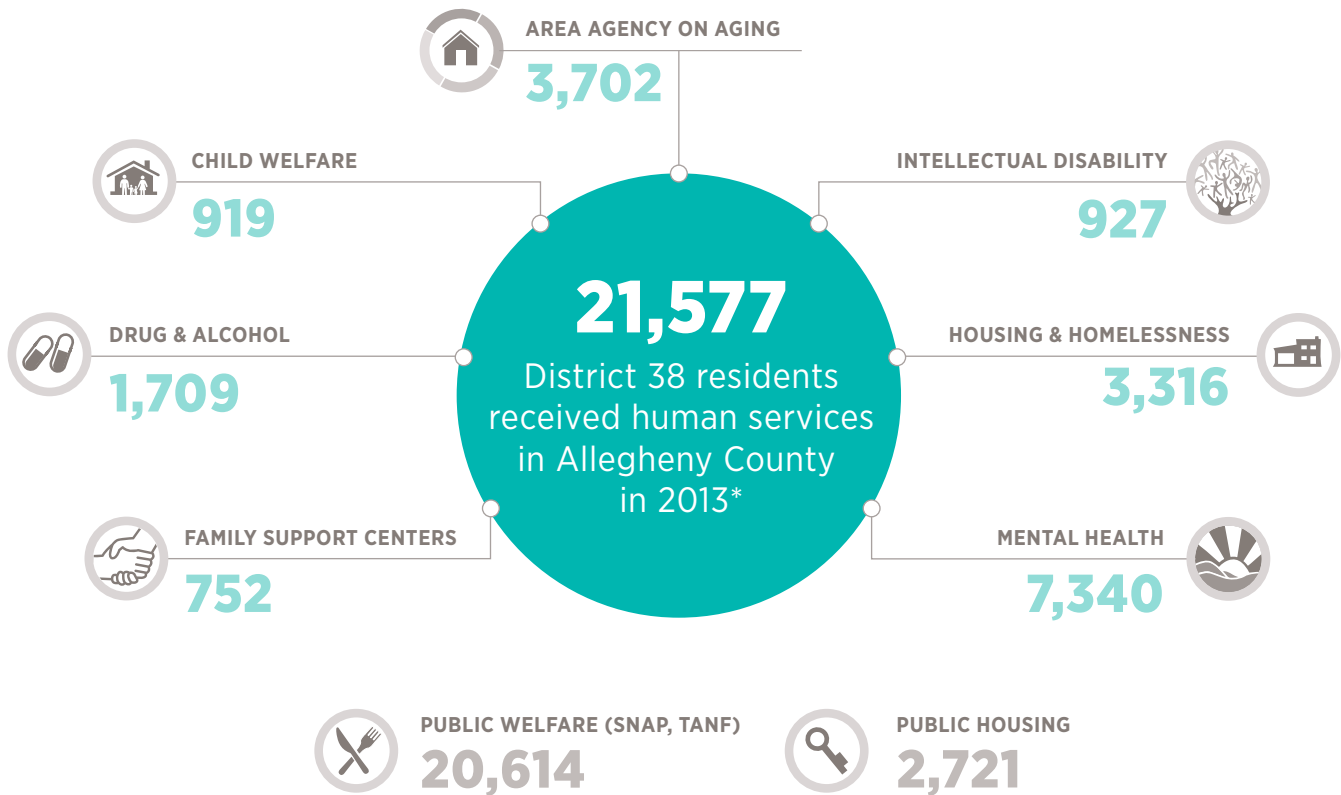 AREA AGENCY ON AGING
3,702
CHILD WELFARE
919
INTELLECTUAL DISABILITY
927
21,577
District 38 residents
received human services
in Allegheny County
in 2013*
DRUG & ALCOHOL
1,709
HOUSING & HOMELESSNESS
3,316
FAMILY SUPPORT CENTERS
752
MENTAL HEALTH
7,340
PUBLIC WELFARE (SNAP, TANF)
20,614
PUBLIC HOUSING
2,721